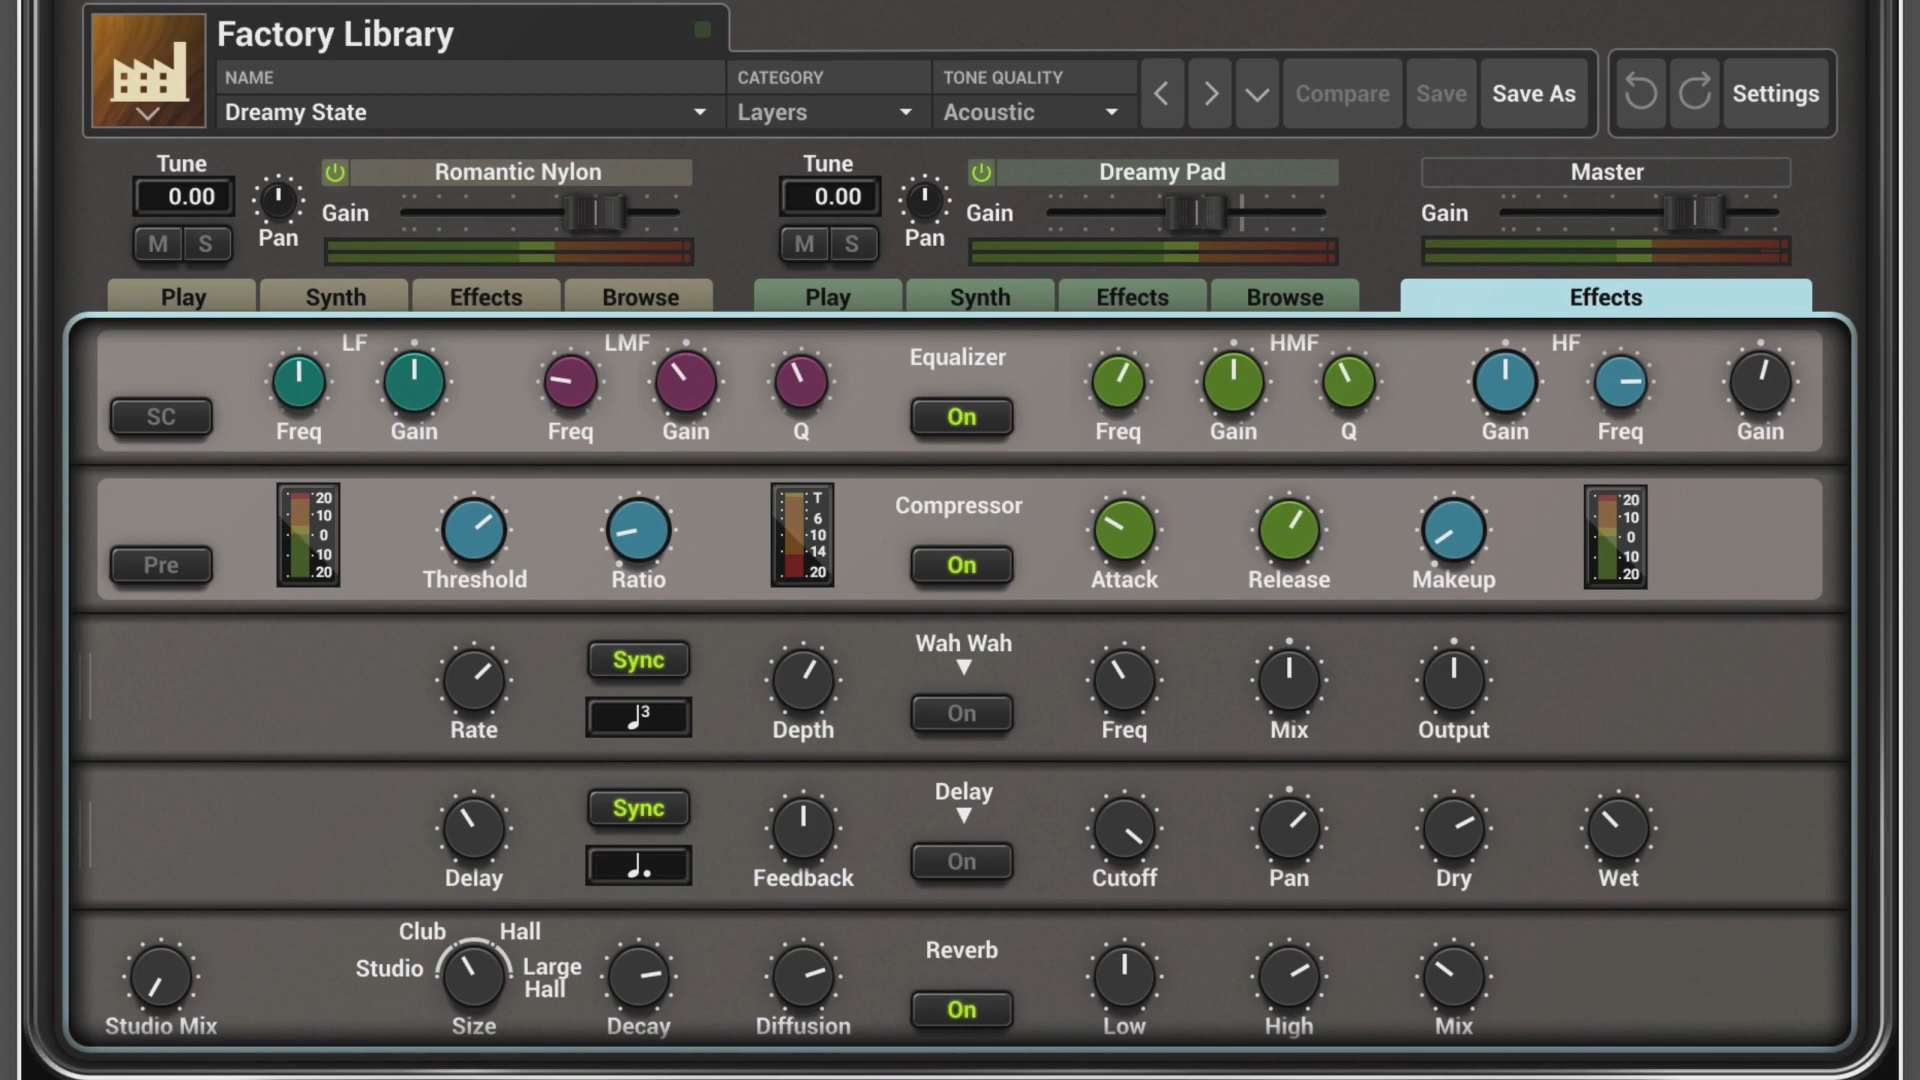 Factory Library
NAME CATEGORY TONE QUALITY
Dreamy State Layers Acoustic
Compare Save Save As Settings
Tune Romantic Nylon Tune Dreamy Pad Master
0.00 0.00
Gain Gain Gain
Pan Pan
M S M S
Play Synth Effects Browse Play Synth Effects Browse Effects
LF LMF Equalizer HMF HF
SC On
Freq Gain Freq Gain Q Freq Gain Q Gain Freq Gain
Compressor
20 T 20
10 6 10
0 10 0
10 14 10
20 20 20
Pre On
Threshold Ratio Attack Release Makeup
Wah Wah
Sync
3
On
Rate Depth Freq Mix Output
Delay
Sync
On
Delay Feedback Cutoff Pan Dry Wet
Club Hall
Reverb
Studio Large
Hall
On
Studio Mix Size Decay Diffusion Low High Mix